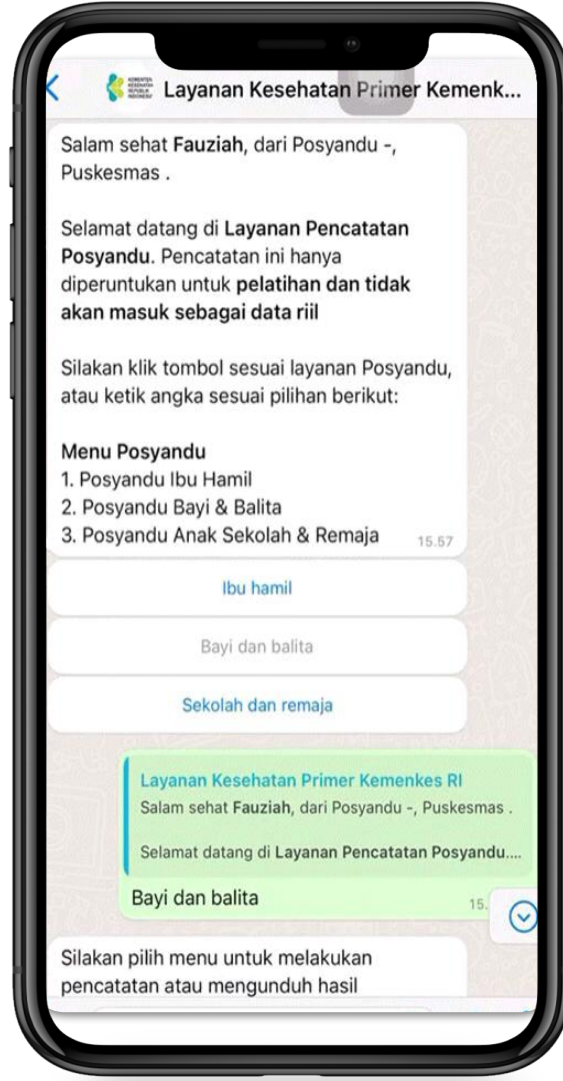 KEMENTERIAN
KESEHATAN
REPUBLIK
INDONESIA
Layanan Kesehatan Primer Kemenk...
Salam sehat Fauziah, dari Posyandu -,
Puskesmas .
Selamat datang di Layanan Pencatatan
Posyandu. Pencatatan ini hanya
diperuntukan untuk pelatihan dan tidak
akan masuk sebagai data riil
Silakan klik tombol sesuai layanan Posyandu,
atau ketik angka sesuai pilihan berikut:
Menu Posyandu
1. Posyandu Ibu Hamil
2. Posyandu Bayi & Balita
3. Posyandu Anak Sekolah & Remaja 15.57
Ibu hamil
Bayi dan balita
Sekolah dan remaja
Layanan Kesehatan Primer Kemenkes RI
Salam sehat Fauziah, dari Posyandu -, Puskesmas .
Selamat datang di Layanan Pencatatan Posyandu....
Bayi dan balita 15.
Silakan pilih menu untuk melakukan
pencatatan atau mengunduh hasil